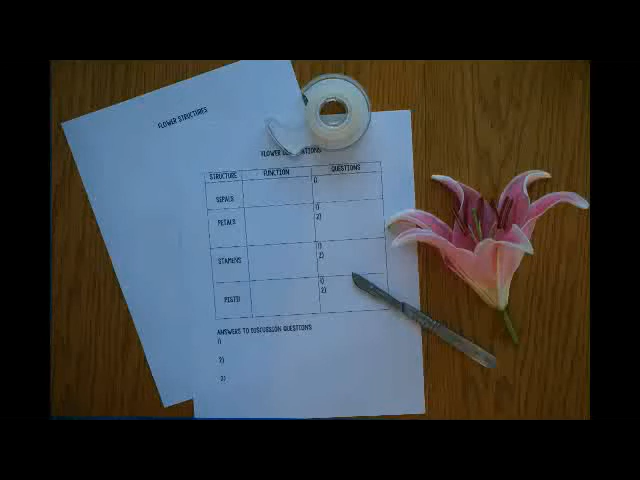 FLOWER STRUCTURES
FLOWER
STRUCTURE FUNCTION QUESTIONS
SEPALS 1)
PETALS 1)
2)
STAMENS 1)
2)
PISTIL 1)
2)
ANSWERS TO DISCUSSION QUESTIONS
1)
2)
3)